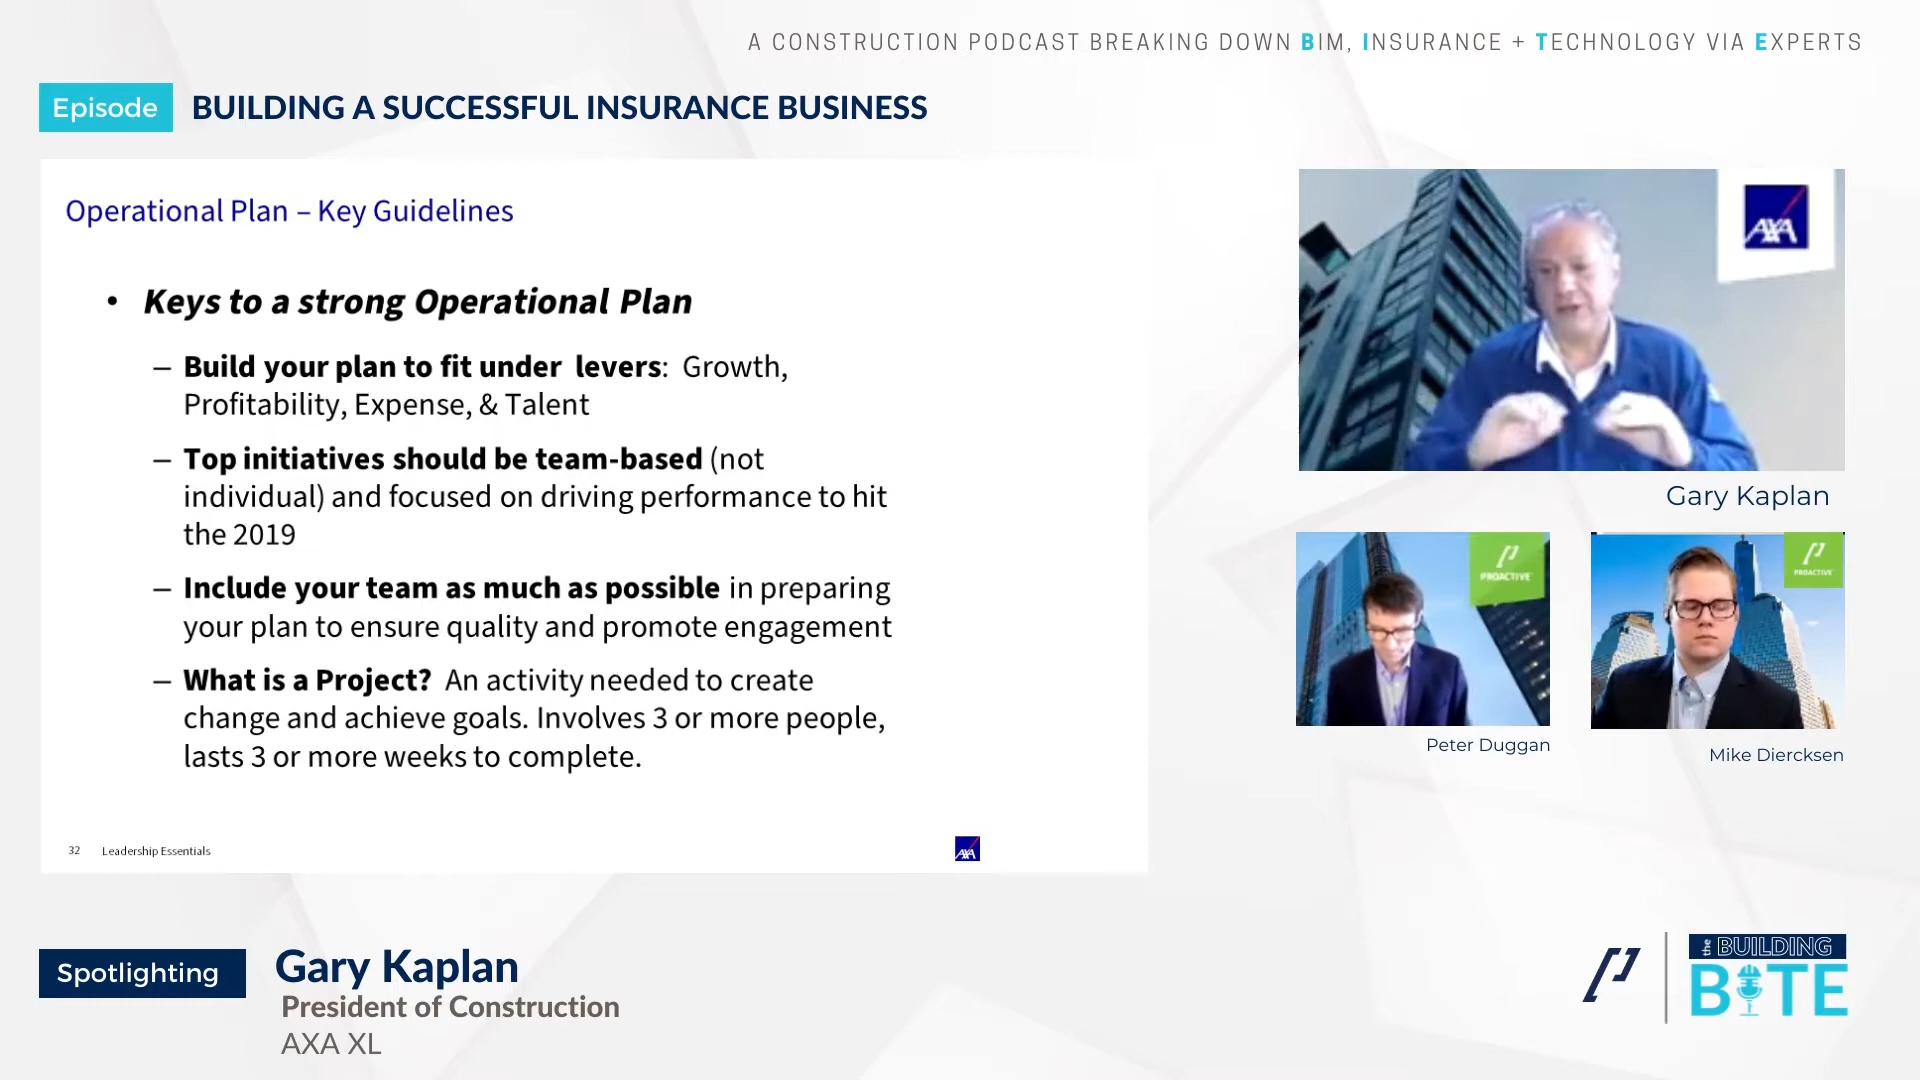 A CONSTRUCTION PODCAST BREAKING DOWN BIM, INSURANCE + TECHNOLOGY VIA EXPERTS
Episode
BUILDING A SUCCESSFUL INSURANCE BUSINESS
Operational Plan – Key Guidelines
• Keys to a strong Operational Plan
– Build your plan to fit under levers: Growth,
Profitability, Expense, & Talent
– Top initiatives should be team-based (not
individual) and focused on driving performance to hit
the 2019
– Include your team as much as possible in preparing
your plan to ensure quality and promote engagement
– What is a Project? An activity needed to create
change and achieve goals. Involves 3 or more people,
lasts 3 or more weeks to complete.
32 Leadership Essentials
AXA
AXA
Gary Kaplan
PROACTIVE
Peter Duggan
PROACTIVE
Mike Diercksen
Spotlighting
Gary Kaplan
President of Construction
AXA XL
the BUILDING
BITE